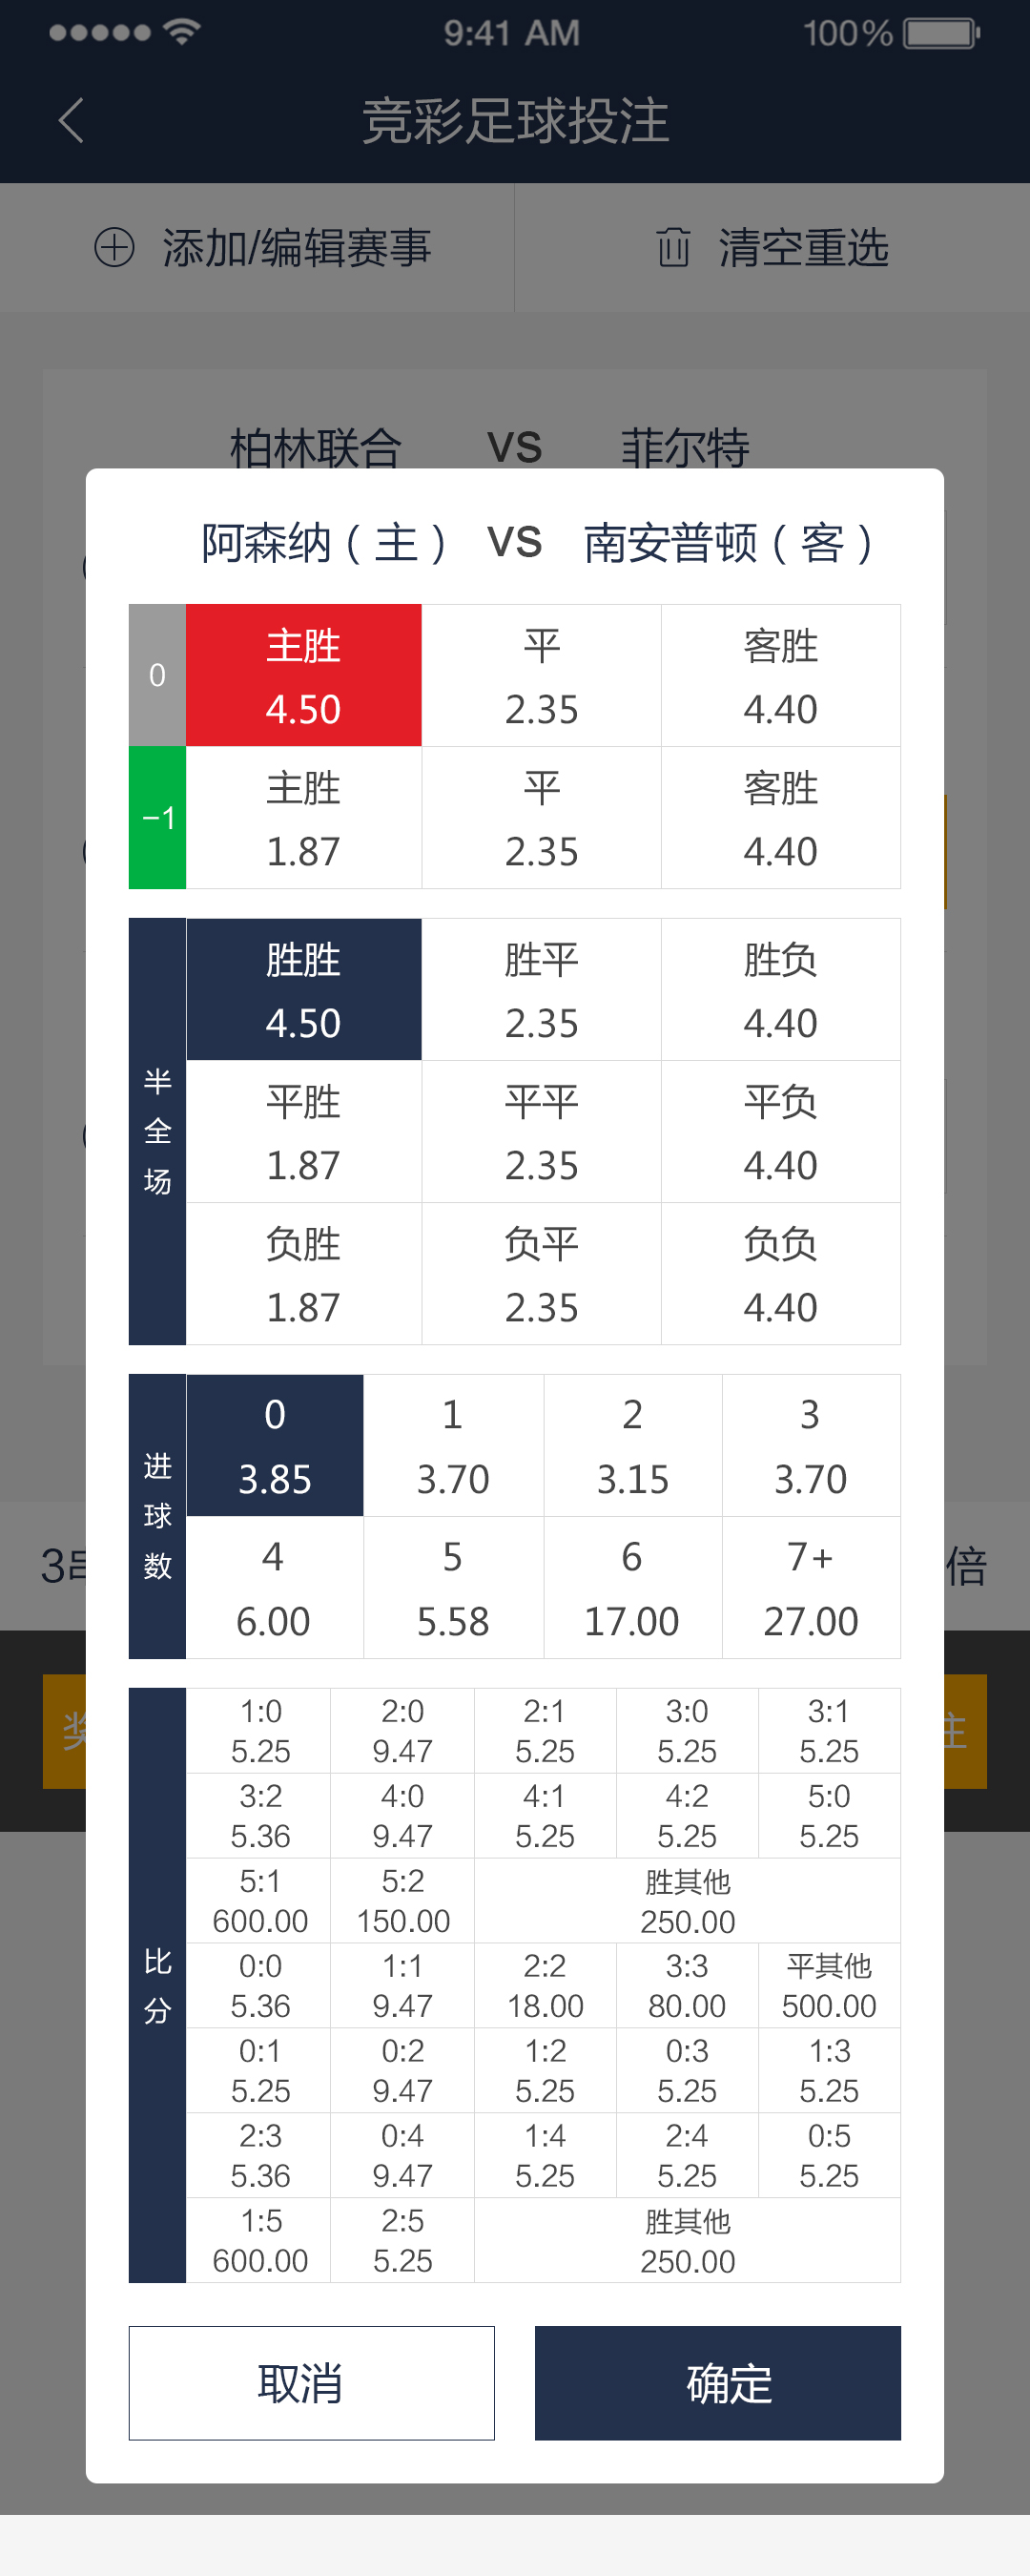 9:41 AM 100%
竞彩足球投注
添加/编辑赛事 清空重选
柏林联合 VS 菲尔特
阿森纳（主） VS 南安普顿（客）
0
主胜 平 客胜
4.50 2.35 4.40
-1
主胜 平 客胜
1.87 2.35 4.40
半全场
胜胜 胜平 胜负
4.50 2.35 4.40
平胜 平平 平负
1.87 2.35 4.40
负胜 负平 负负
1.87 2.35 4.40
进球数
0 1 2 3
3.85 3.70 3.15 3.70
4 5 6 7+
6.00 5.58 17.00 27.00
3串 倍
比分
1:0 2:0 2:1 3:0 3:1
5.25 9.47 5.25 5.25 5.25
3:2 4:0 4:1 4:2 5:0
5.36 9.47 5.25 5.25 5.25
5:1 5:2 胜其他
600.00 150.00 250.00
0:0 1:1 2:2 3:3 平其他
5.36 9.47 18.00 80.00 500.00
0:1 0:2 1:2 0:3 1:3
5.25 9.47 5.25 5.25 5.25
2:3 0:4 1:4 2:4 0:5
5.36 9.47 5.25 5.25 5.25
1:5 2:5 胜其他
600.00 5.25 250.00
取消 确定